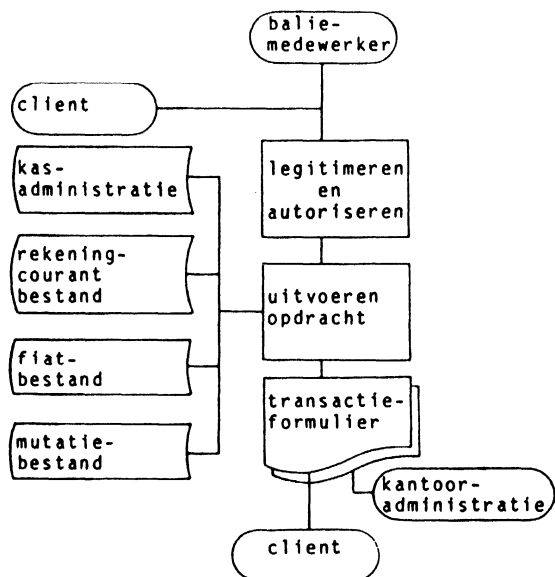 balie-
medewerker
client
kas-
administratie
legitimeren
en
autoriseren
rekening-
courant
bestand
uitvoeren
opdracht
fiat-
bestand
transactie-
formulier
mutatie-
bestand
kantoor-
administratie
client